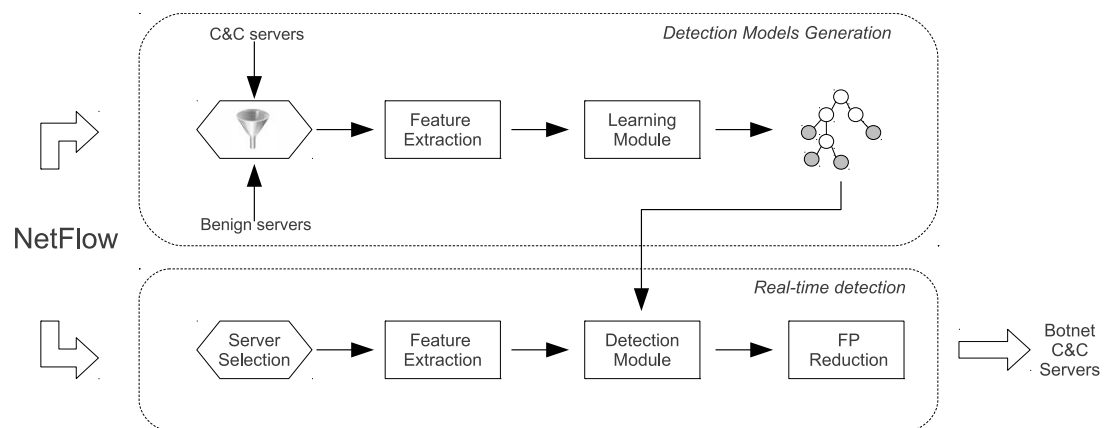 C&C servers
Detection Models Generation
Feature
Extraction
Learning
Module
Benign servers
NetFlow
Real-time detection
Server
Selection
Feature
Extraction
Detection
Module
FP
Reduction
Botnet
C&C
Servers